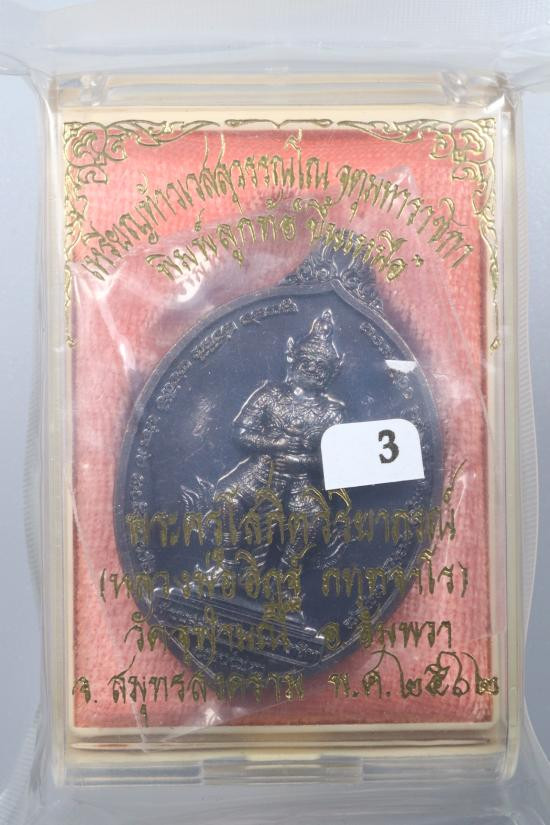 เหรียญท้าวเวสสุวรรณโณ จตุมหาราชิกา
พิมพ์ลูกท้อ ขี่นเหนือ
3
พระครูโสภิตวิริยาภรณ์
(หลวงพ่ออิฏฐ์ ภทฺทจาโร)
วัดจุฬามณี อ. อัมพวา
จ. สมุทรสงคราม พ.ศ. ๒๕๖๒